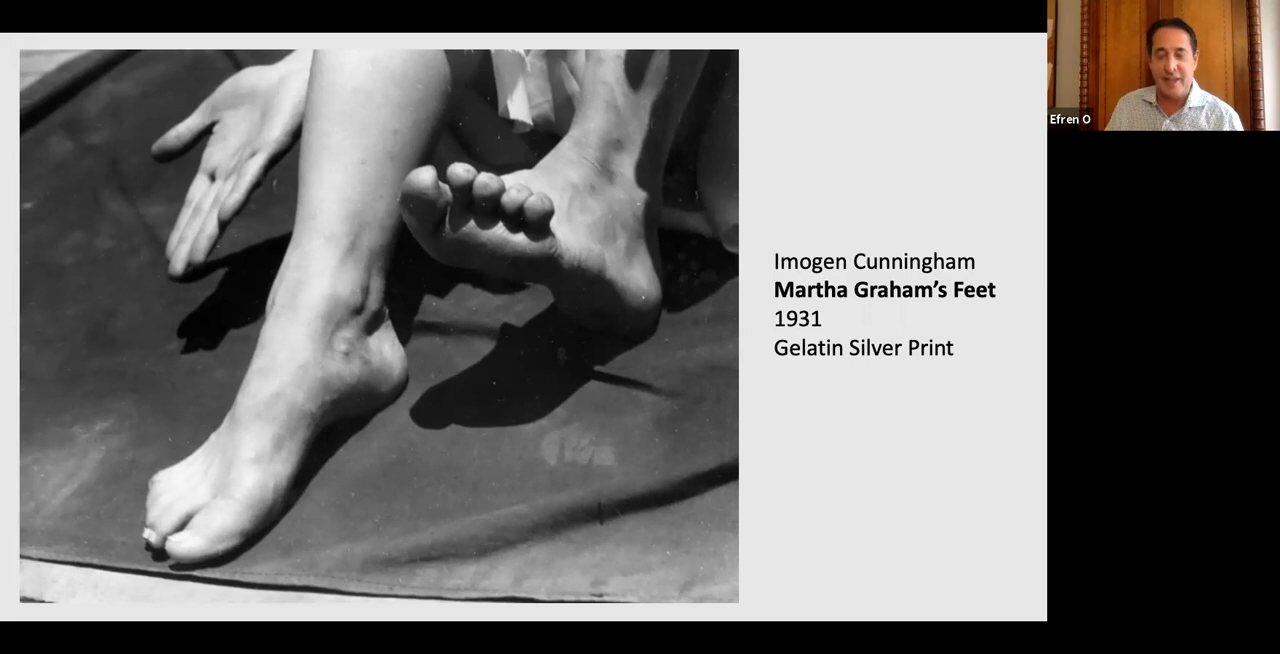 Imogen Cunningham
Martha Graham’s Feet
1931
Gelatin Silver Print
Efren O